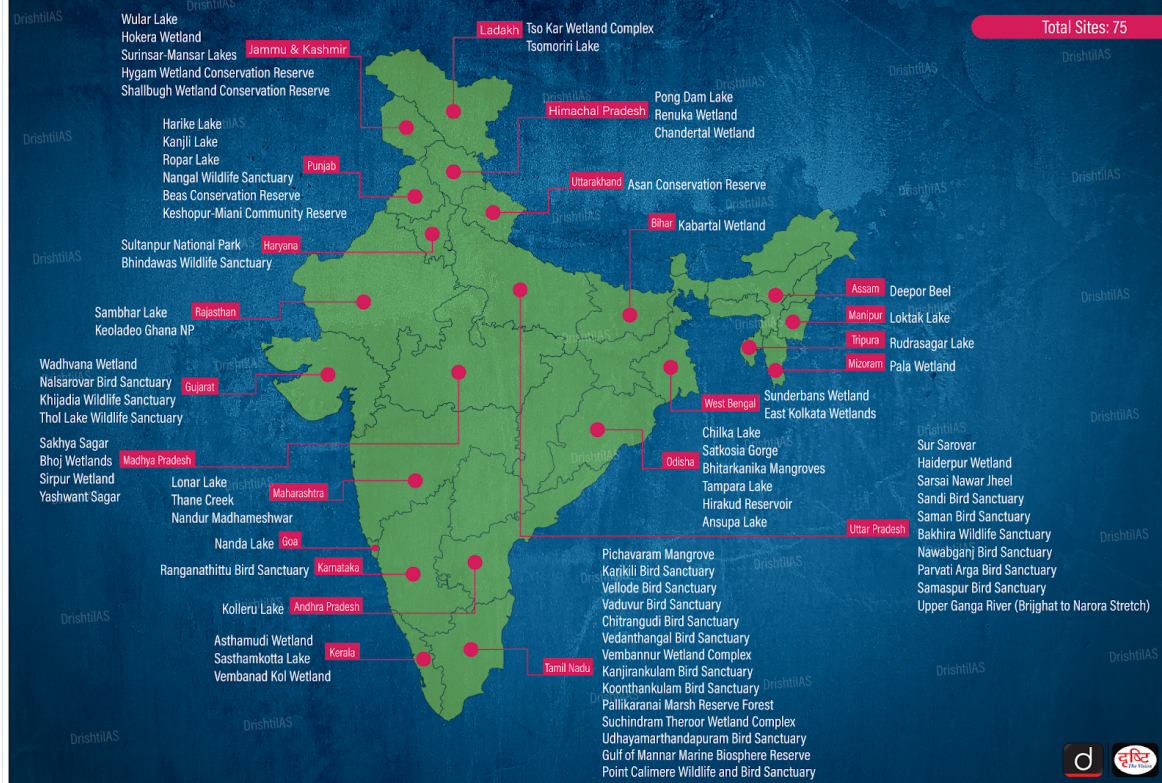 Total Sites: 75
Jammu & Kashmir
Wular Lake
Hokera Wetland
Surinsar-Mansar Lakes
Hygam Wetland Conservation Reserve
Shallbugh Wetland Conservation Reserve
Ladakh
Tso Kar Wetland Complex
Tsomoriri Lake
Himachal Pradesh
Pong Dam Lake
Renuka Wetland
Chandertal Wetland
Punjab
Harike Lake
Kanjli Lake
Ropar Lake
Nangal Wildlife Sanctuary
Beas Conservation Reserve
Keshopur-Miani Community Reserve
Uttarakhand
Asan Conservation Reserve
Haryana
Sultanpur National Park
Bhindawas Wildlife Sanctuary
Bihar
Kabartal Wetland
Rajasthan
Sambhar Lake
Keoladeo Ghana NP
Assam
Deepor Beel
Manipur
Loktak Lake
Tripura
Rudrasagar Lake
Mizoram
Pala Wetland
Gujarat
Wadhvana Wetland
Nalsarovar Bird Sanctuary
Khijadia Wildlife Sanctuary
Thol Lake Wildlife Sanctuary
West Bengal
Sunderbans Wetland
East Kolkata Wetlands
Madhya Pradesh
Sakhya Sagar
Bhoj Wetlands
Sirpur Wetland
Yashwant Sagar
Odisha
Chilka Lake
Satkosia Gorge
Bhitarkanika Mangroves
Tampara Lake
Hirakud Reservoir
Ansupa Lake
Maharashtra
Lonar Lake
Thane Creek
Nandur Madhameshwar
Uttar Pradesh
Sur Sarovar
Haiderpur Wetland
Sarsai Nawar Jheel
Sandi Bird Sanctuary
Saman Bird Sanctuary
Bakhira Wildlife Sanctuary
Nawabganj Bird Sanctuary
Parvati Arga Bird Sanctuary
Samaspur Bird Sanctuary
Upper Ganga River (Brijghat to Narora Stretch)
Goa
Nanda Lake
Karnataka
Ranganathittu Bird Sanctuary
Andhra Pradesh
Kolleru Lake
Kerala
Asthamudi Wetland
Sasthamkotta Lake
Vembanad Kol Wetland
Tamil Nadu
Pichavaram Mangrove
Karikili Bird Sanctuary
Vellode Bird Sanctuary
Vaduvur Bird Sanctuary
Chitrangudi Bird Sanctuary
Vedanthangal Bird Sanctuary
Vembannur Wetland Complex
Kanjirankulam Bird Sanctuary
Koonthankulam Bird Sanctuary
Pallikaranai Marsh Reserve Forest
Suchindram Theroor Wetland Complex
Udhayamarthandapuram Bird Sanctuary
Gulf of Mannar Marine Biosphere Reserve
Point Calimere Wildlife and Bird Sanctuary
DrishtiIAS
d
दृष्टि
The Vision